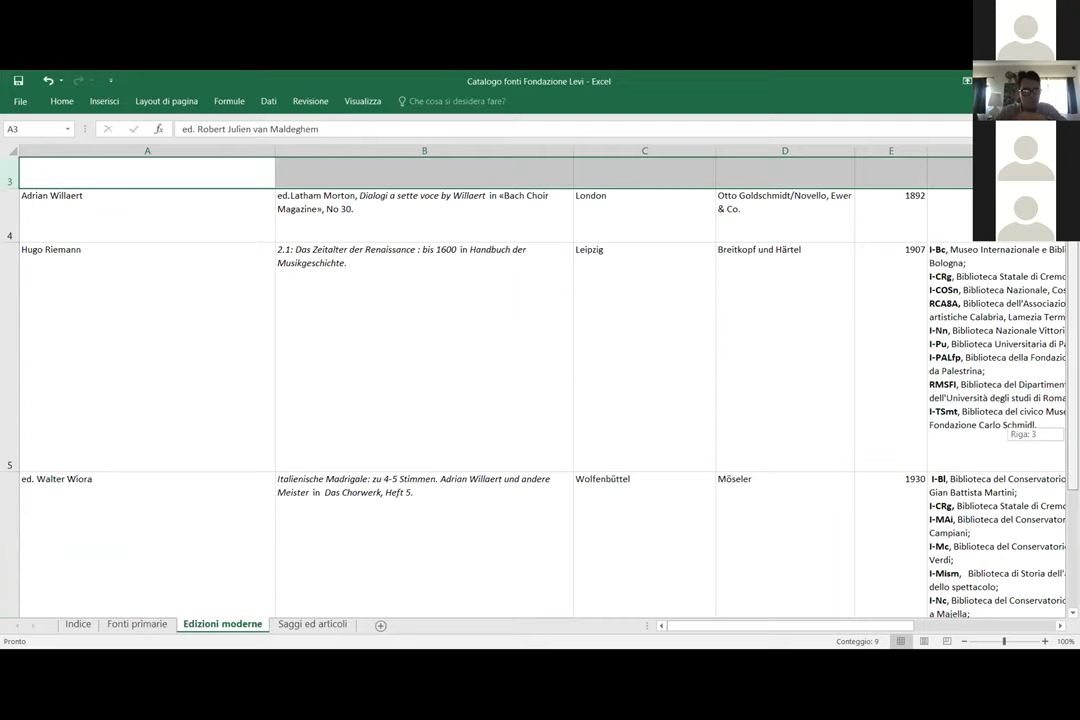 Catalogo fonti Fondazione Levi - Excel
File Home Inserisci Layout di pagina Formule Dati Revisione Visualizza Che cosa si desidera fare?
A3 fx ed. Robert Julien van Maldeghem
A B C D E
3
Adrian Willaert
ed.Latham Morton, Dialogi a sette voce by Willaert in «Bach Choir
Magazine», No 30.
London
Otto Goldschmidt/Novello, Ewer
& Co.
1892
4
Hugo Riemann
2.1: Das Zeitalter der Renaissance : bis 1600 in Handbuch der
Musikgeschichte.
Leipzig
Breitkopf und Härtel
1907
I-Bc, Museo Internazionale e Bibl
Bologna;
I-CRg, Biblioteca Statale di Cremo
I-COSn, Biblioteca Nazionale, Cos
RCA8A, Biblioteca dell'Associazio
artistiche Calabria, Lamezia Term
I-Nn, Biblioteca Nazionale Vittori
I-Pu, Biblioteca Universitaria di Pa
I-PALfp, Biblioteca della Fondazio
da Palestrina;
RMSFI, Biblioteca del Dipartimen
dell'Università degli studi di Roma
I-TSmt, Biblioteca del civico Muse
Fondazione Carlo Schmidl.
Riga: 3
5
ed. Walter Wiora
Italienische Madrigale: zu 4-5 Stimmen. Adrian Willaert und andere
Meister in Das Chorwerk, Heft 5.
Wolfenbüttel
Möseler
1930
I-Bl, Biblioteca del Conservatorio
Gian Battista Martini;
I-CRg, Biblioteca Statale di Cremo
I-MAi, Biblioteca del Conservator
Campiani;
I-Mc, Biblioteca del Conservatori
Verdi;
I-Mism, Biblioteca di Storia dell'
dello spettacolo;
I-Nc, Biblioteca del Conservatorio
a Majella;
Indice Fonti primarie Edizioni moderne Saggi ed articoli
Pronto Conteggio: 9 100%